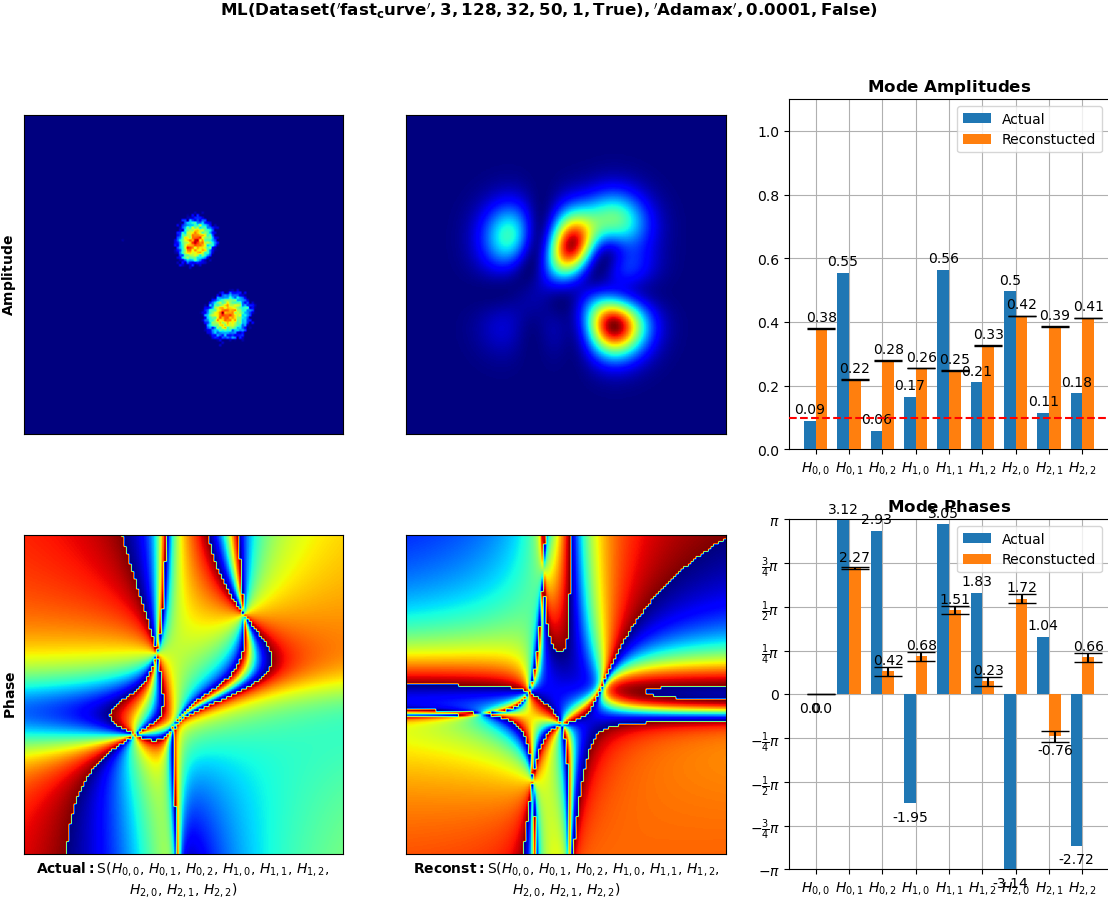 ML(Dataset('fast_curve', 3, 128, 32, 50, 1, True), 'Adamax', 0.0001, False)
Amplitude
Mode Amplitudes
Actual
Reconstucted
1.0
0.8
0.6
0.4
0.2
0.0
0.09 0.55 0.06 0.17 0.56 0.21 0.5 0.11 0.18
0.38 0.22 0.28 0.26 0.25 0.33 0.42 0.39 0.41
H0,0 H0,1 H0,2 H1,0 H1,1 H1,2 H2,0 H2,1 H2,2
Phase
Actual: S(H0,0, H0,1, H0,2, H1,0, H1,1, H1,2,
H2,0, H2,1, H2,2)
Reconst: S(H0,0, H0,1, H0,2, H1,0, H1,1, H1,2,
H2,0, H2,1, H2,2)
Mode Phases
Actual
Reconstucted
π
3/4π
1/2π
1/4π
0
−1/4π
−1/2π
−3/4π
−π
0.0 3.12 2.93 -1.95 3.05 1.83 -3.14 1.04 -2.72
0.0 2.27 0.42 0.68 1.51 0.23 1.72 -0.76 0.66
H0,0 H0,1 H0,2 H1,0 H1,1 H1,2 H2,0 H2,1 H2,2